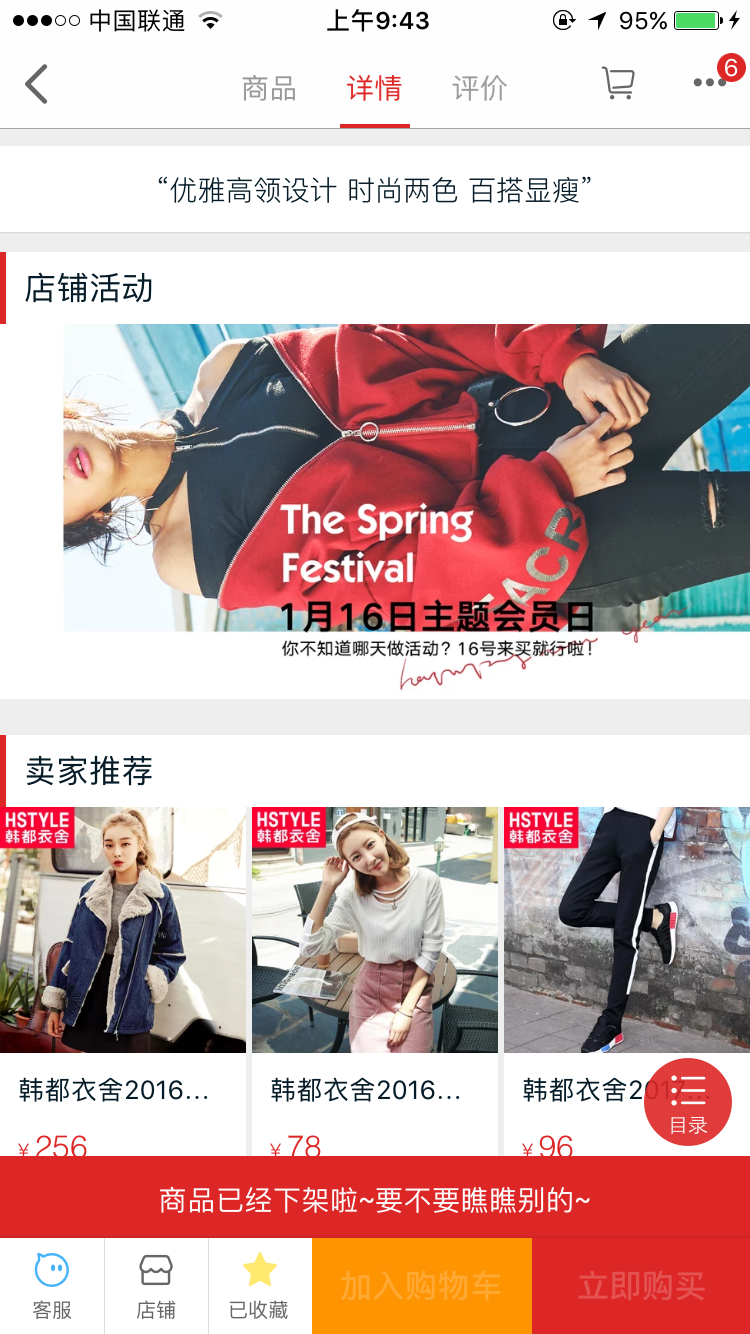 中国联通
上午9:43
95%
商品
详情
评价
6
“优雅高领设计 时尚两色 百搭显瘦”
店铺活动
The Spring
Festival
1月16日主题会员日
你不知道哪天做活动？16号来买就行啦！
卖家推荐
HSTYLE
韩都衣舍
HSTYLE
韩都衣舍
HSTYLE
韩都衣舍
韩都衣舍2016...
韩都衣舍2016...
韩都衣舍2017...
¥256
¥78
¥96
目录
商品已经下架啦~要不要瞧瞧别的~
客服
店铺
已收藏
加入购物车
立即购买